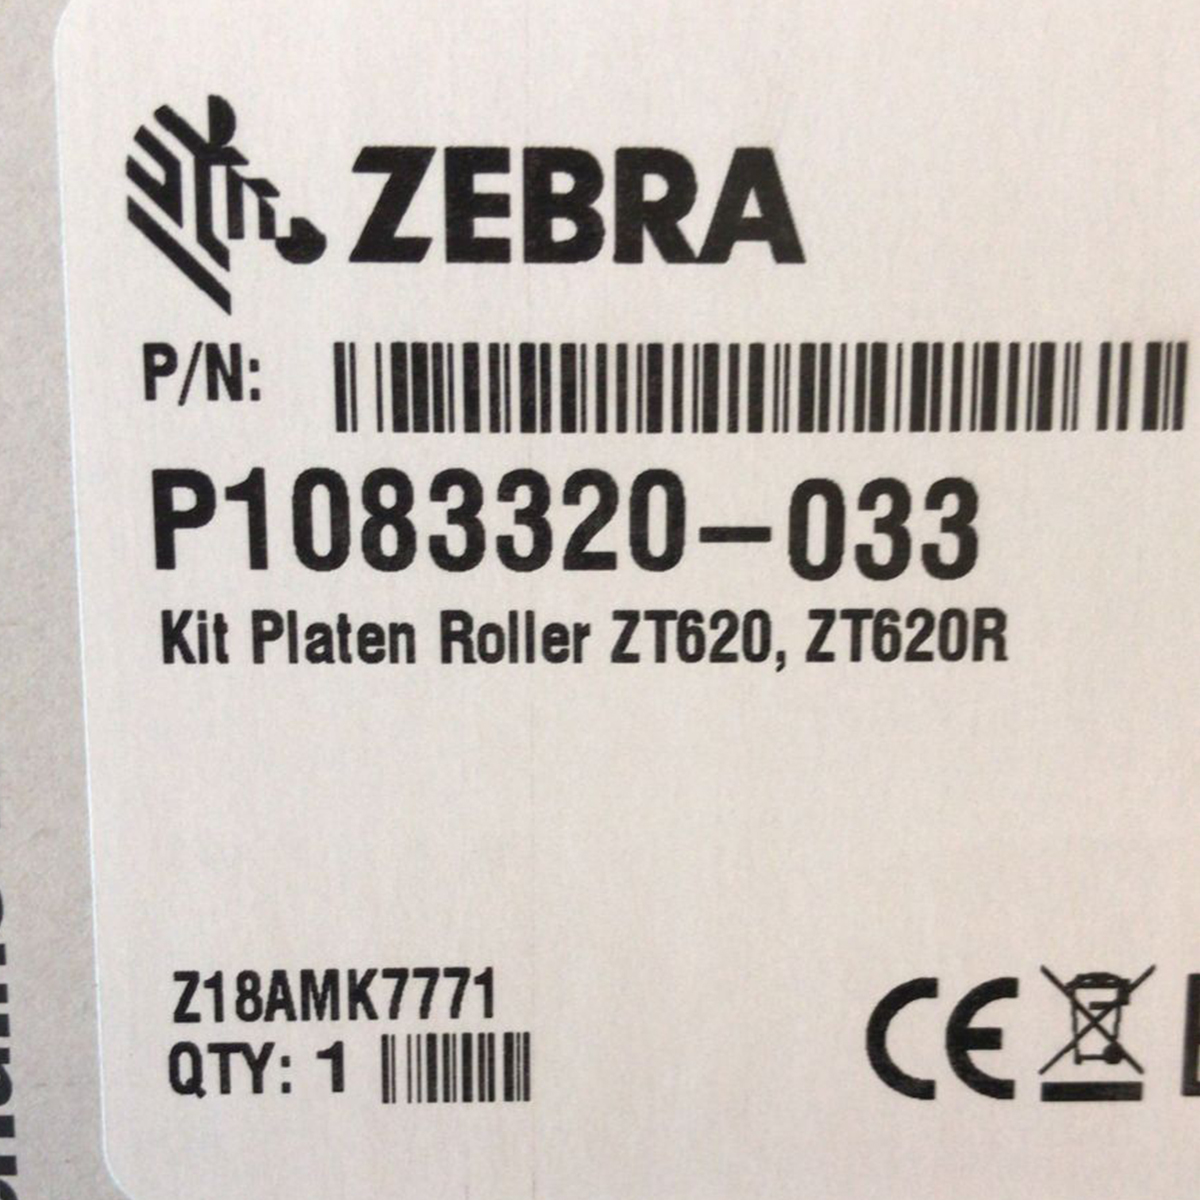 ZEBRA
P/N:
P1083320-033
Kit Platen Roller ZT620, ZT620R
Z18AMK7771
QTY: 1
CE